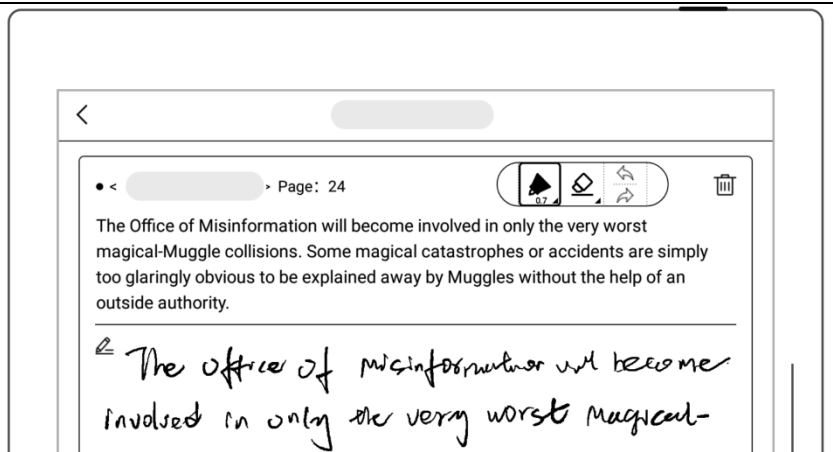 • < > Page: 24
0.7
The Office of Misinformation will become involved in only the very worst
magical-Muggle collisions. Some magical catastrophes or accidents are simply
too glaringly obvious to be explained away by Muggles without the help of an
outside authority.
The office of misinformation will become
involved in only the very worst magical-